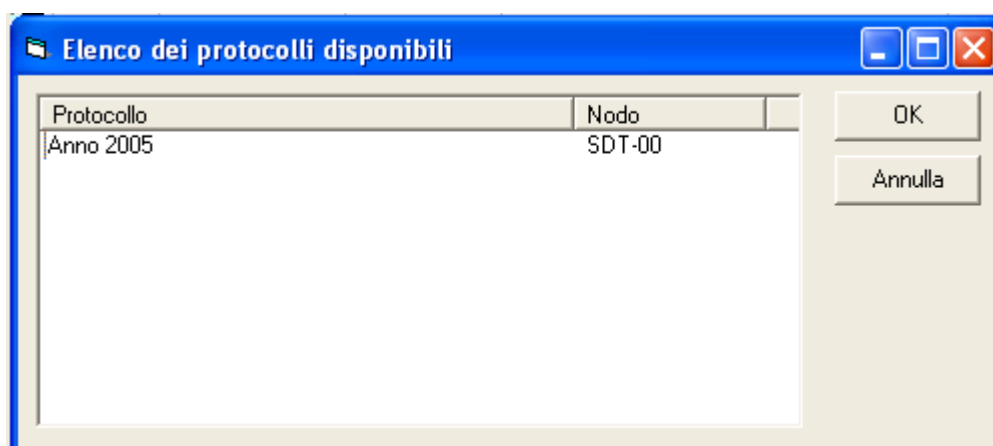 Elenco dei protocolli disponibili
Protocollo Nodo
Anno 2005 SDT-00
OK
Annulla